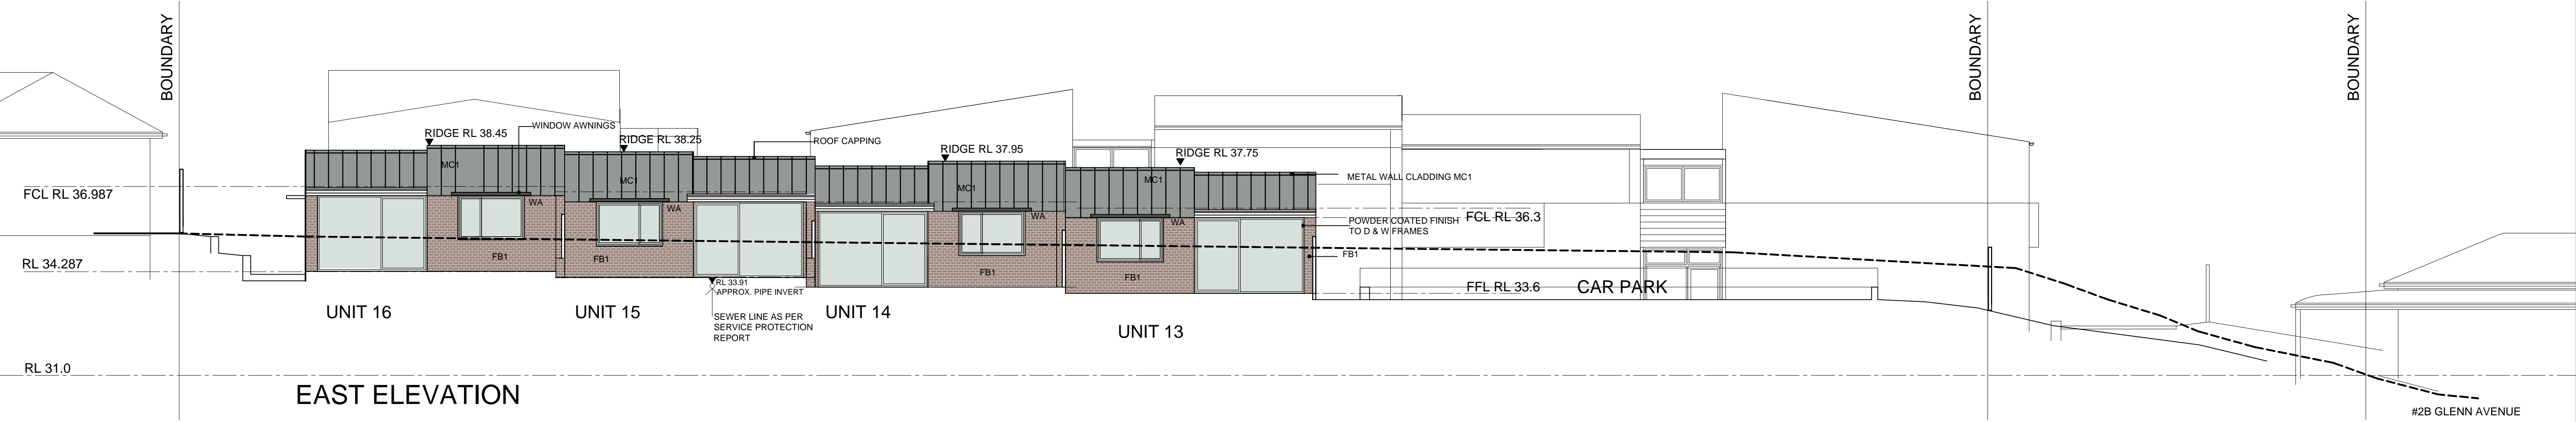 BOUNDARY
BOUNDARY
BOUNDARY
WINDOW AWNINGS
RIDGE RL 38.45
RIDGE RL 38.25
ROOF CAPPING
RIDGE RL 37.95
RIDGE RL 37.75
MC1
MC1
MC1
MC1
METAL WALL CLADDING MC1
FCL RL 36.987
WA
WA
WA
WA
POWDER COATED FINISH
TO D & W FRAMES
FCL RL 36.3
FB1
FB1
FB1
FB1
FB1
RL 34.287
RL 33.91
APPROX. PIPE INVERT
FFL RL 33.6
CAR PARK
UNIT 16
UNIT 15
UNIT 14
UNIT 13
SEWER LINE AS PER
SERVICE PROTECTION
REPORT
RL 31.0
EAST ELEVATION
#2B GLENN AVENUE